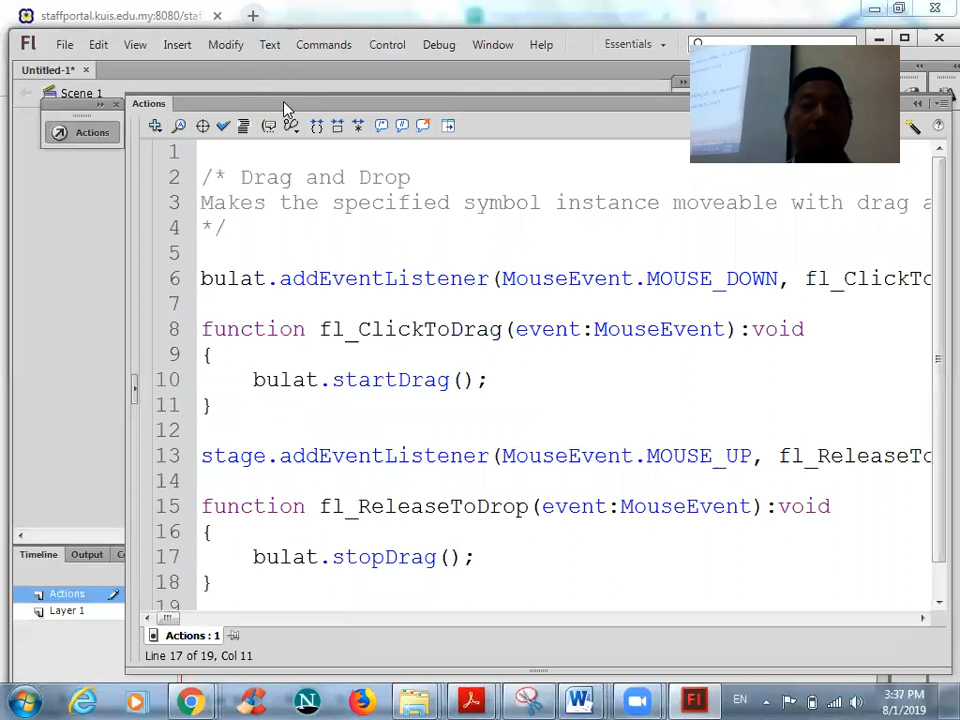 staffportal.kuis.edu.my:8080/staf
Fl File Edit View Insert Modify Text Commands Control Debug Window Help Essentials
Untitled-1*
Scene 1
Actions
Actions
1
2 /* Drag and Drop
3 Makes the specified symbol instance moveable with drag a
4 */
5
6 bulat.addEventListener(MouseEvent.MOUSE_DOWN, fl_ClickTo
7
8 function fl_ClickToDrag(event:MouseEvent):void
9 {
10 bulat.startDrag();
11 }
12
13 stage.addEventListener(MouseEvent.MOUSE_UP, fl_ReleaseTo
14
15 function fl_ReleaseToDrop(event:MouseEvent):void
16 {
17 bulat.stopDrag();
18 }
19
Timeline Output
Actions
Layer 1
Actions : 1
Line 17 of 19, Col 11
EN
3:37 PM
8/1/2019